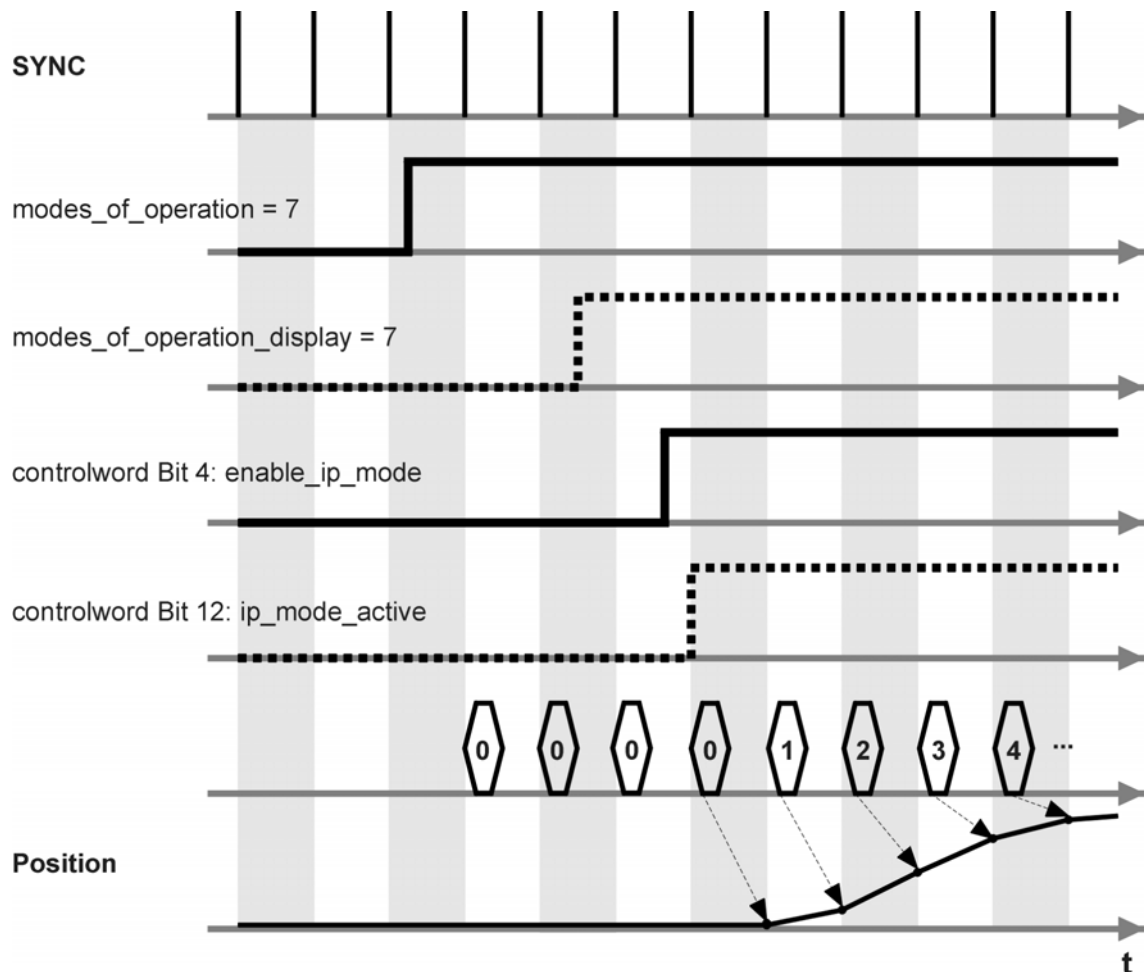 SYNC
modes_of_operation = 7
modes_of_operation_display = 7
controlword Bit 4: enable_ip_mode
controlword Bit 12: ip_mode_active
0 0 0 0 1 2 3 4 ...
Position
t